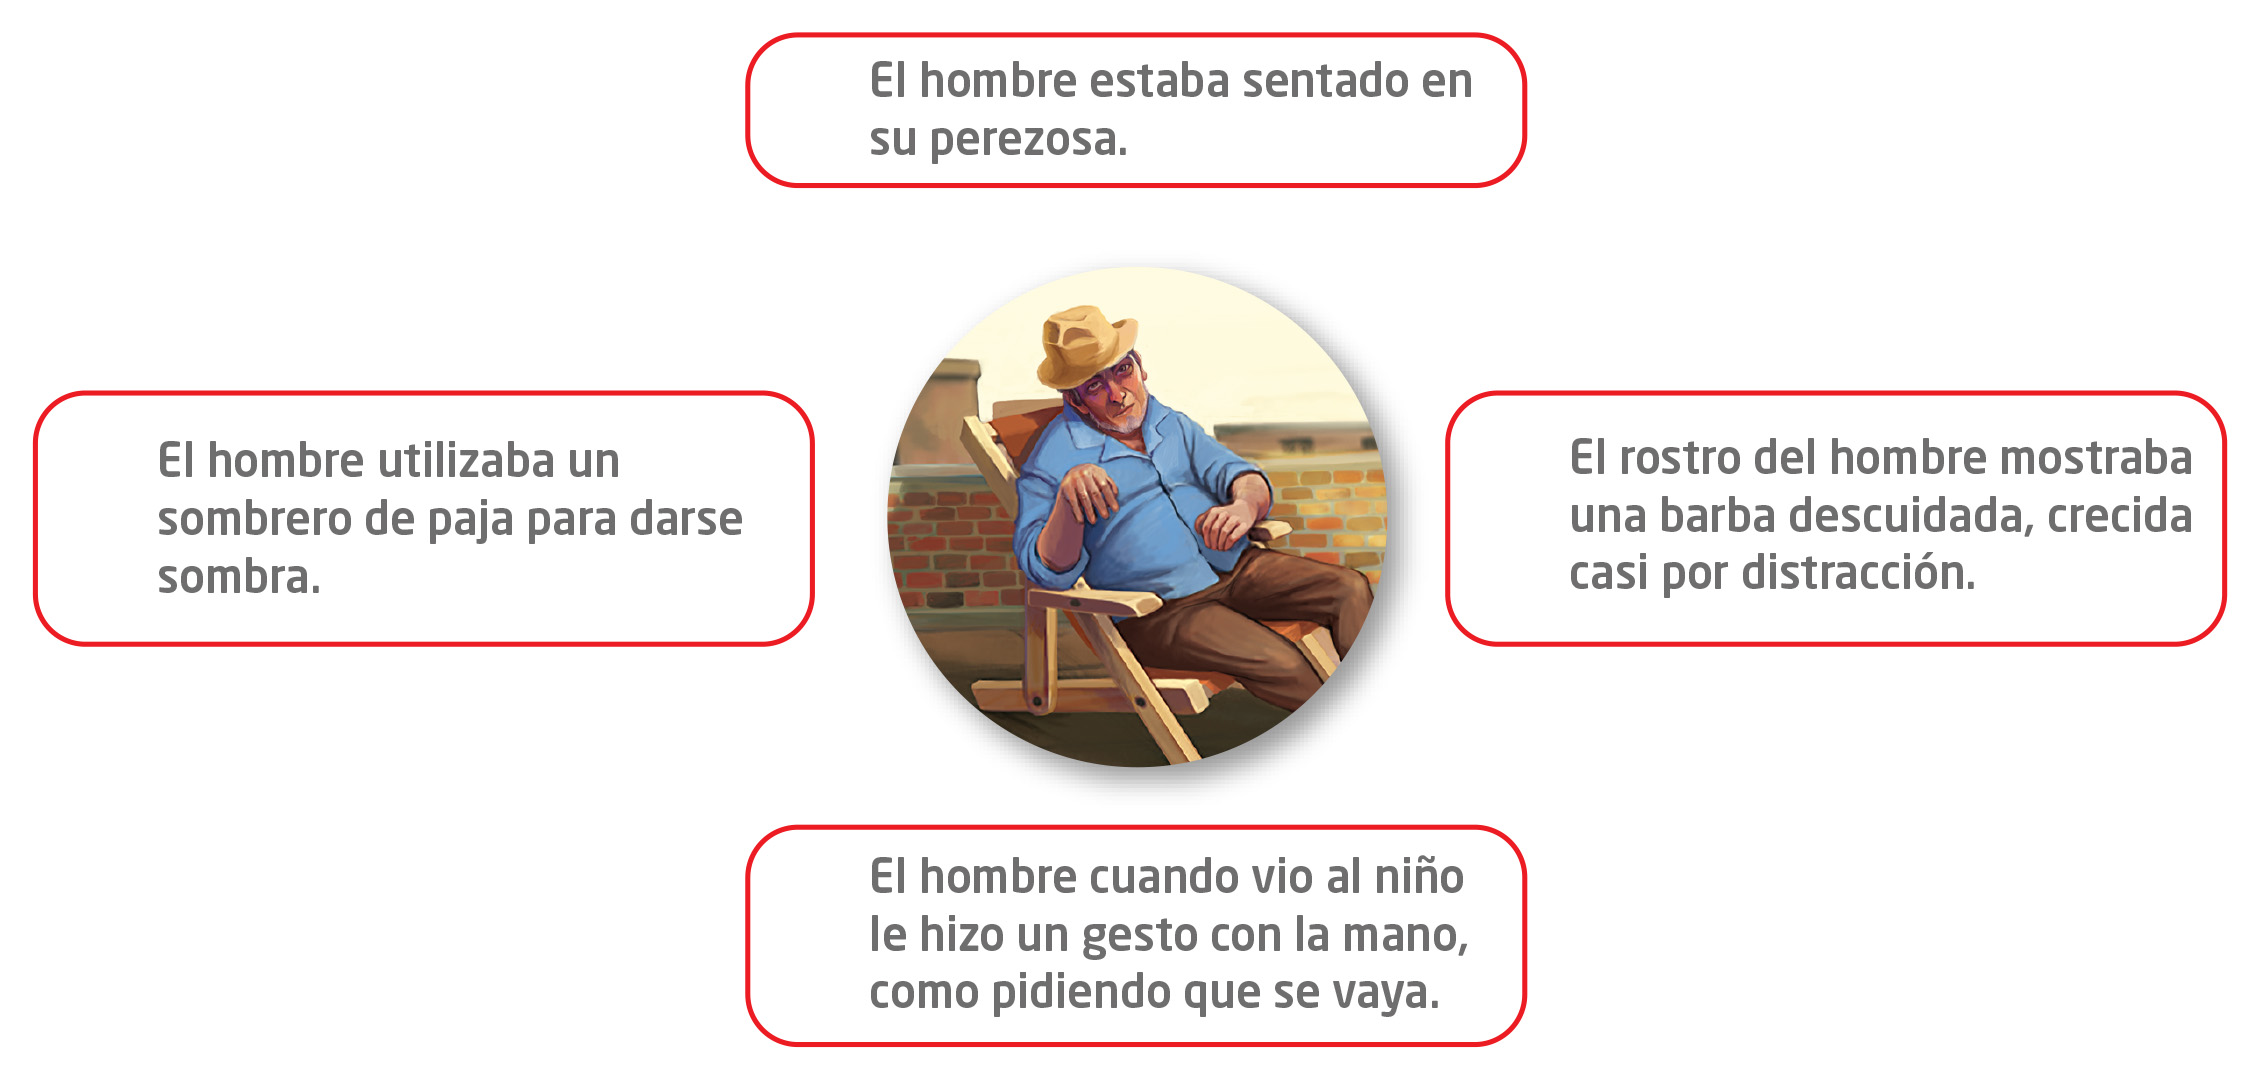 El hombre estaba sentado en
su perezosa.
El hombre utilizaba un
sombrero de paja para darse
sombra.
El rostro del hombre mostraba
una barba descuidada, crecida
casi por distracción.
El hombre cuando vio al niño
le hizo un gesto con la mano,
como pidiendo que se vaya.